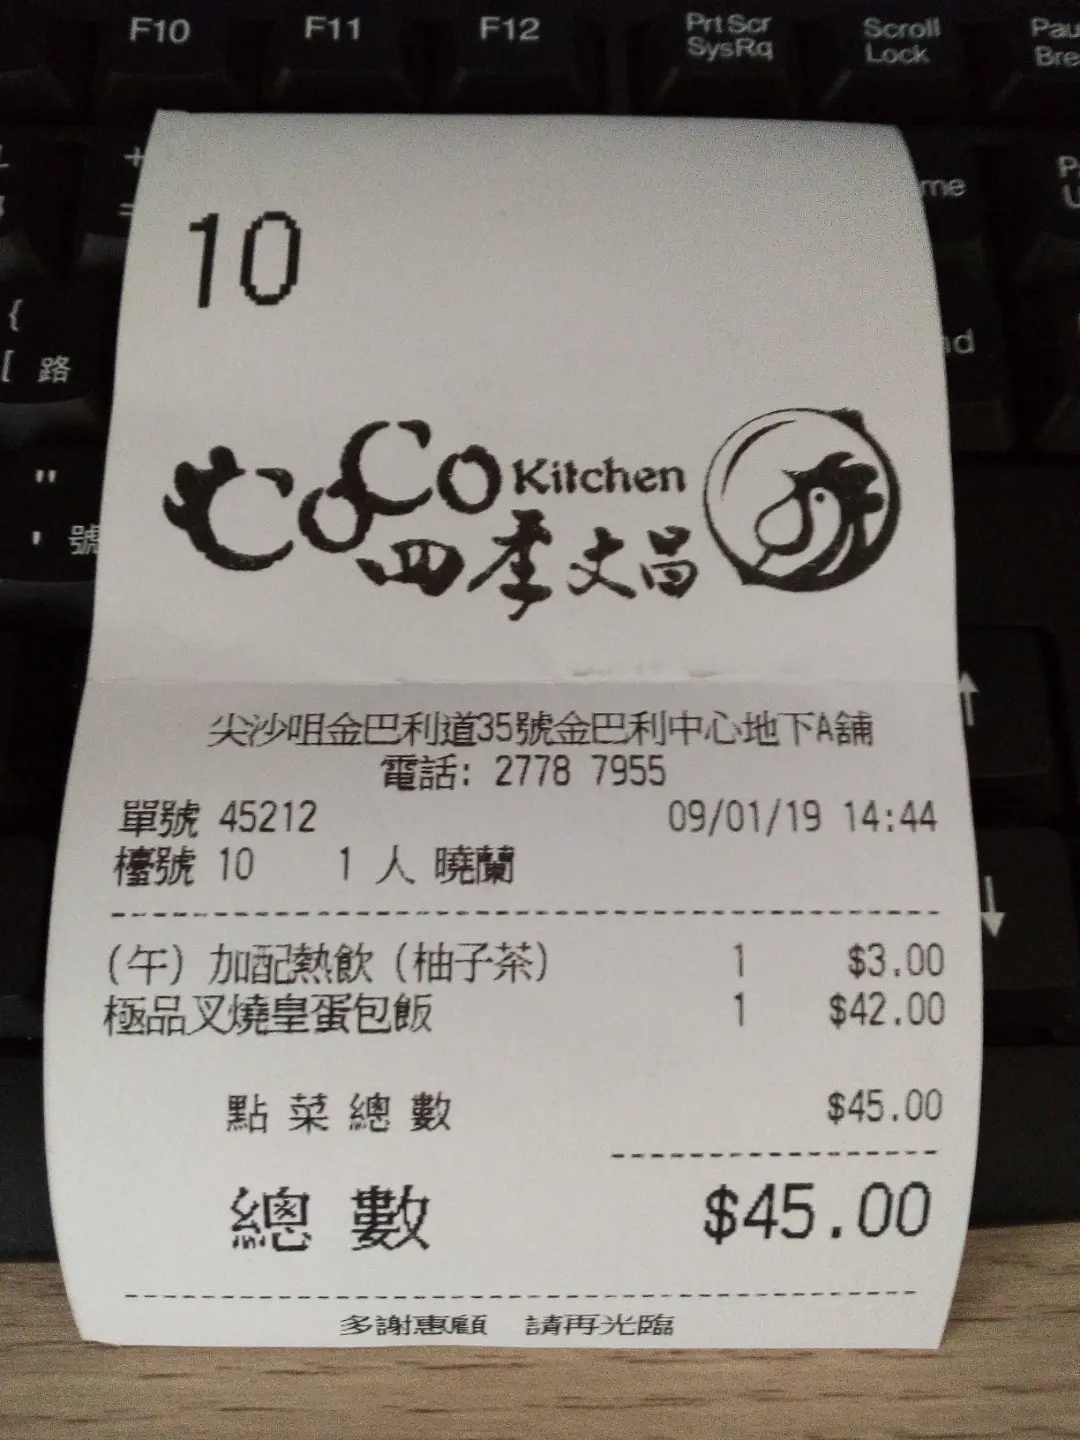 F10 F11 F12 PrtScr SysRq Scroll Lock
10
CoCo Kitchen
四季文昌
尖沙咀金巴利道35號金巴利中心地下A舖
電話: 2778 7955
單號 45212 09/01/19 14:44
檯號 10 1 人 曉蘭
(午) 加配熱飲 (柚子茶) 1 $3.00
極品叉燒皇蛋包飯 1 $42.00
點菜總數 $45.00
總數 $45.00
多謝惠顧 請再光臨
{
[ 路
"
' 號